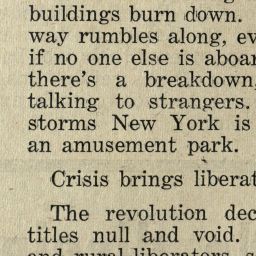 buildings burn down.
way rumbles along, ev
if no one else is aboar
there's a breakdown,
talking to strangers.
storms New York is
an amusement park.
Crisis brings liberat
The revolution dec
titles null and void.
and rural liberators, s